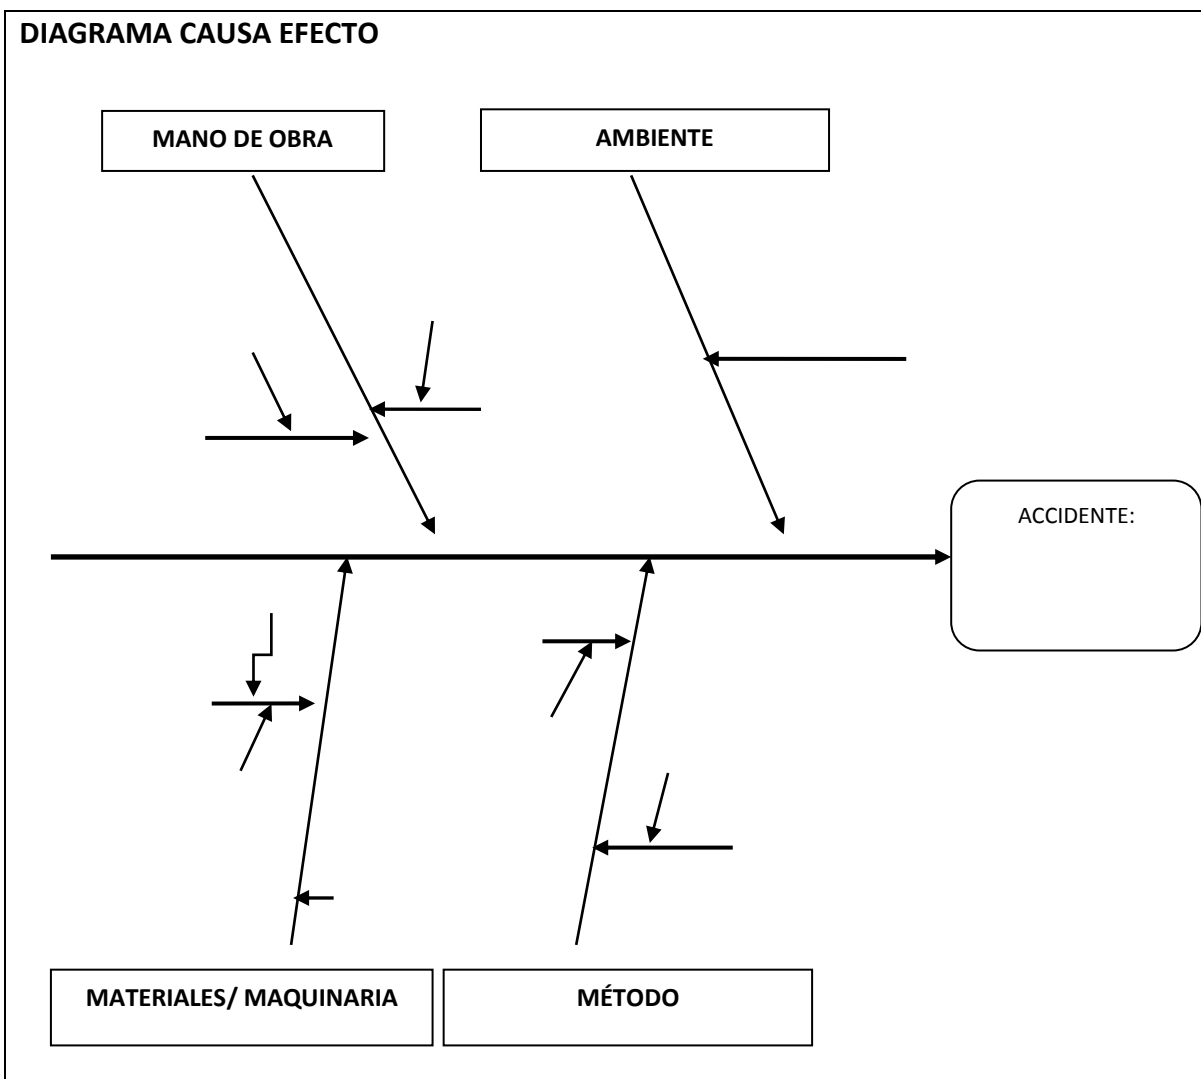 DIAGRAMA CAUSA EFECTO
MANO DE OBRA
AMBIENTE
ACCIDENTE:
MATERIALES/ MAQUINARIA
MÉTODO